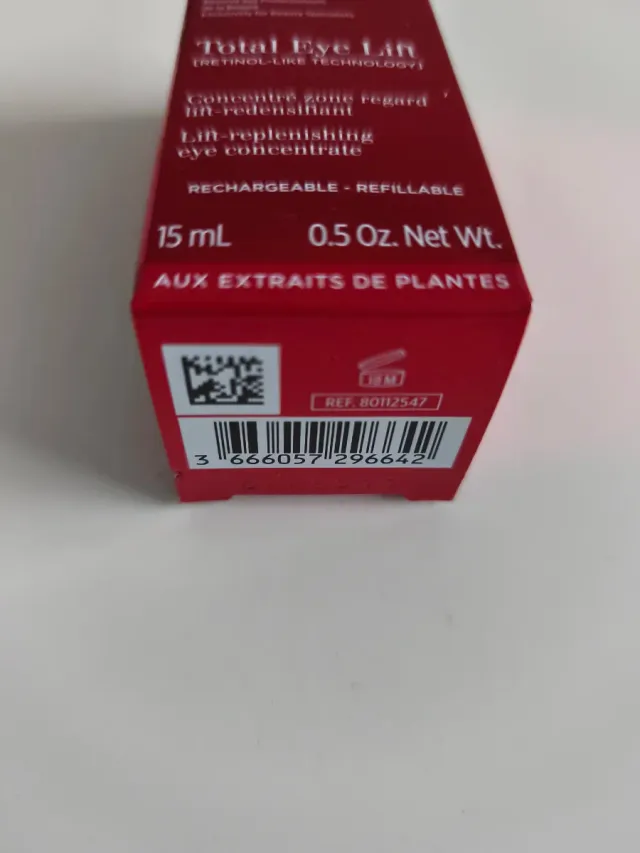 Total Eye Lift
[RETINOL-LIKE TECHNOLOGY]
Concentré zone regard
lift-redensifiant
Lift-replenishing
eye concentrate
RECHARGEABLE - REFILLABLE
15 mL 0.5 Oz. Net Wt.
AUX EXTRAITS DE PLANTES
18 M
REF. 80112547
3 666057 296642